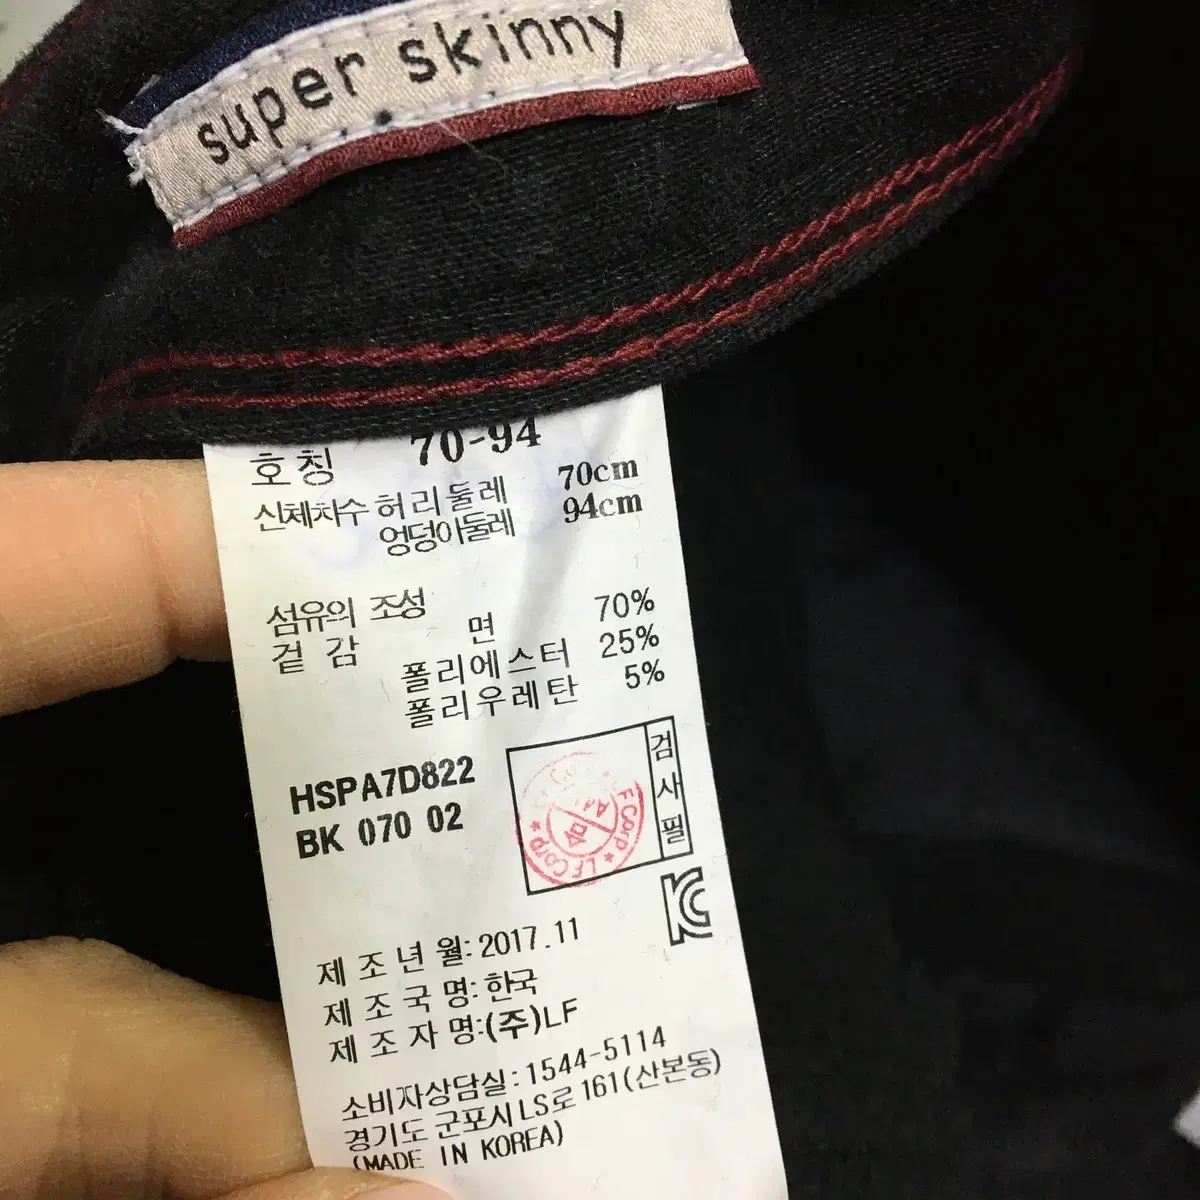 super skinny
호칭 70-94
신체치수 허리둘레 70cm
엉덩이둘레 94cm
섬유의 조성
겉감 면 70%
폴리에스터 25%
폴리우레탄 5%
HSPA7D822
BK 070 02
검사필
LF Corp ★ LF Corp ★
제조년월: 2017.11
제조국명: 한국
제조자명:(주)LF
소비자상담실: 1544-5114
경기도 군포시 LS로 161(산본동)
(MADE IN KOREA)